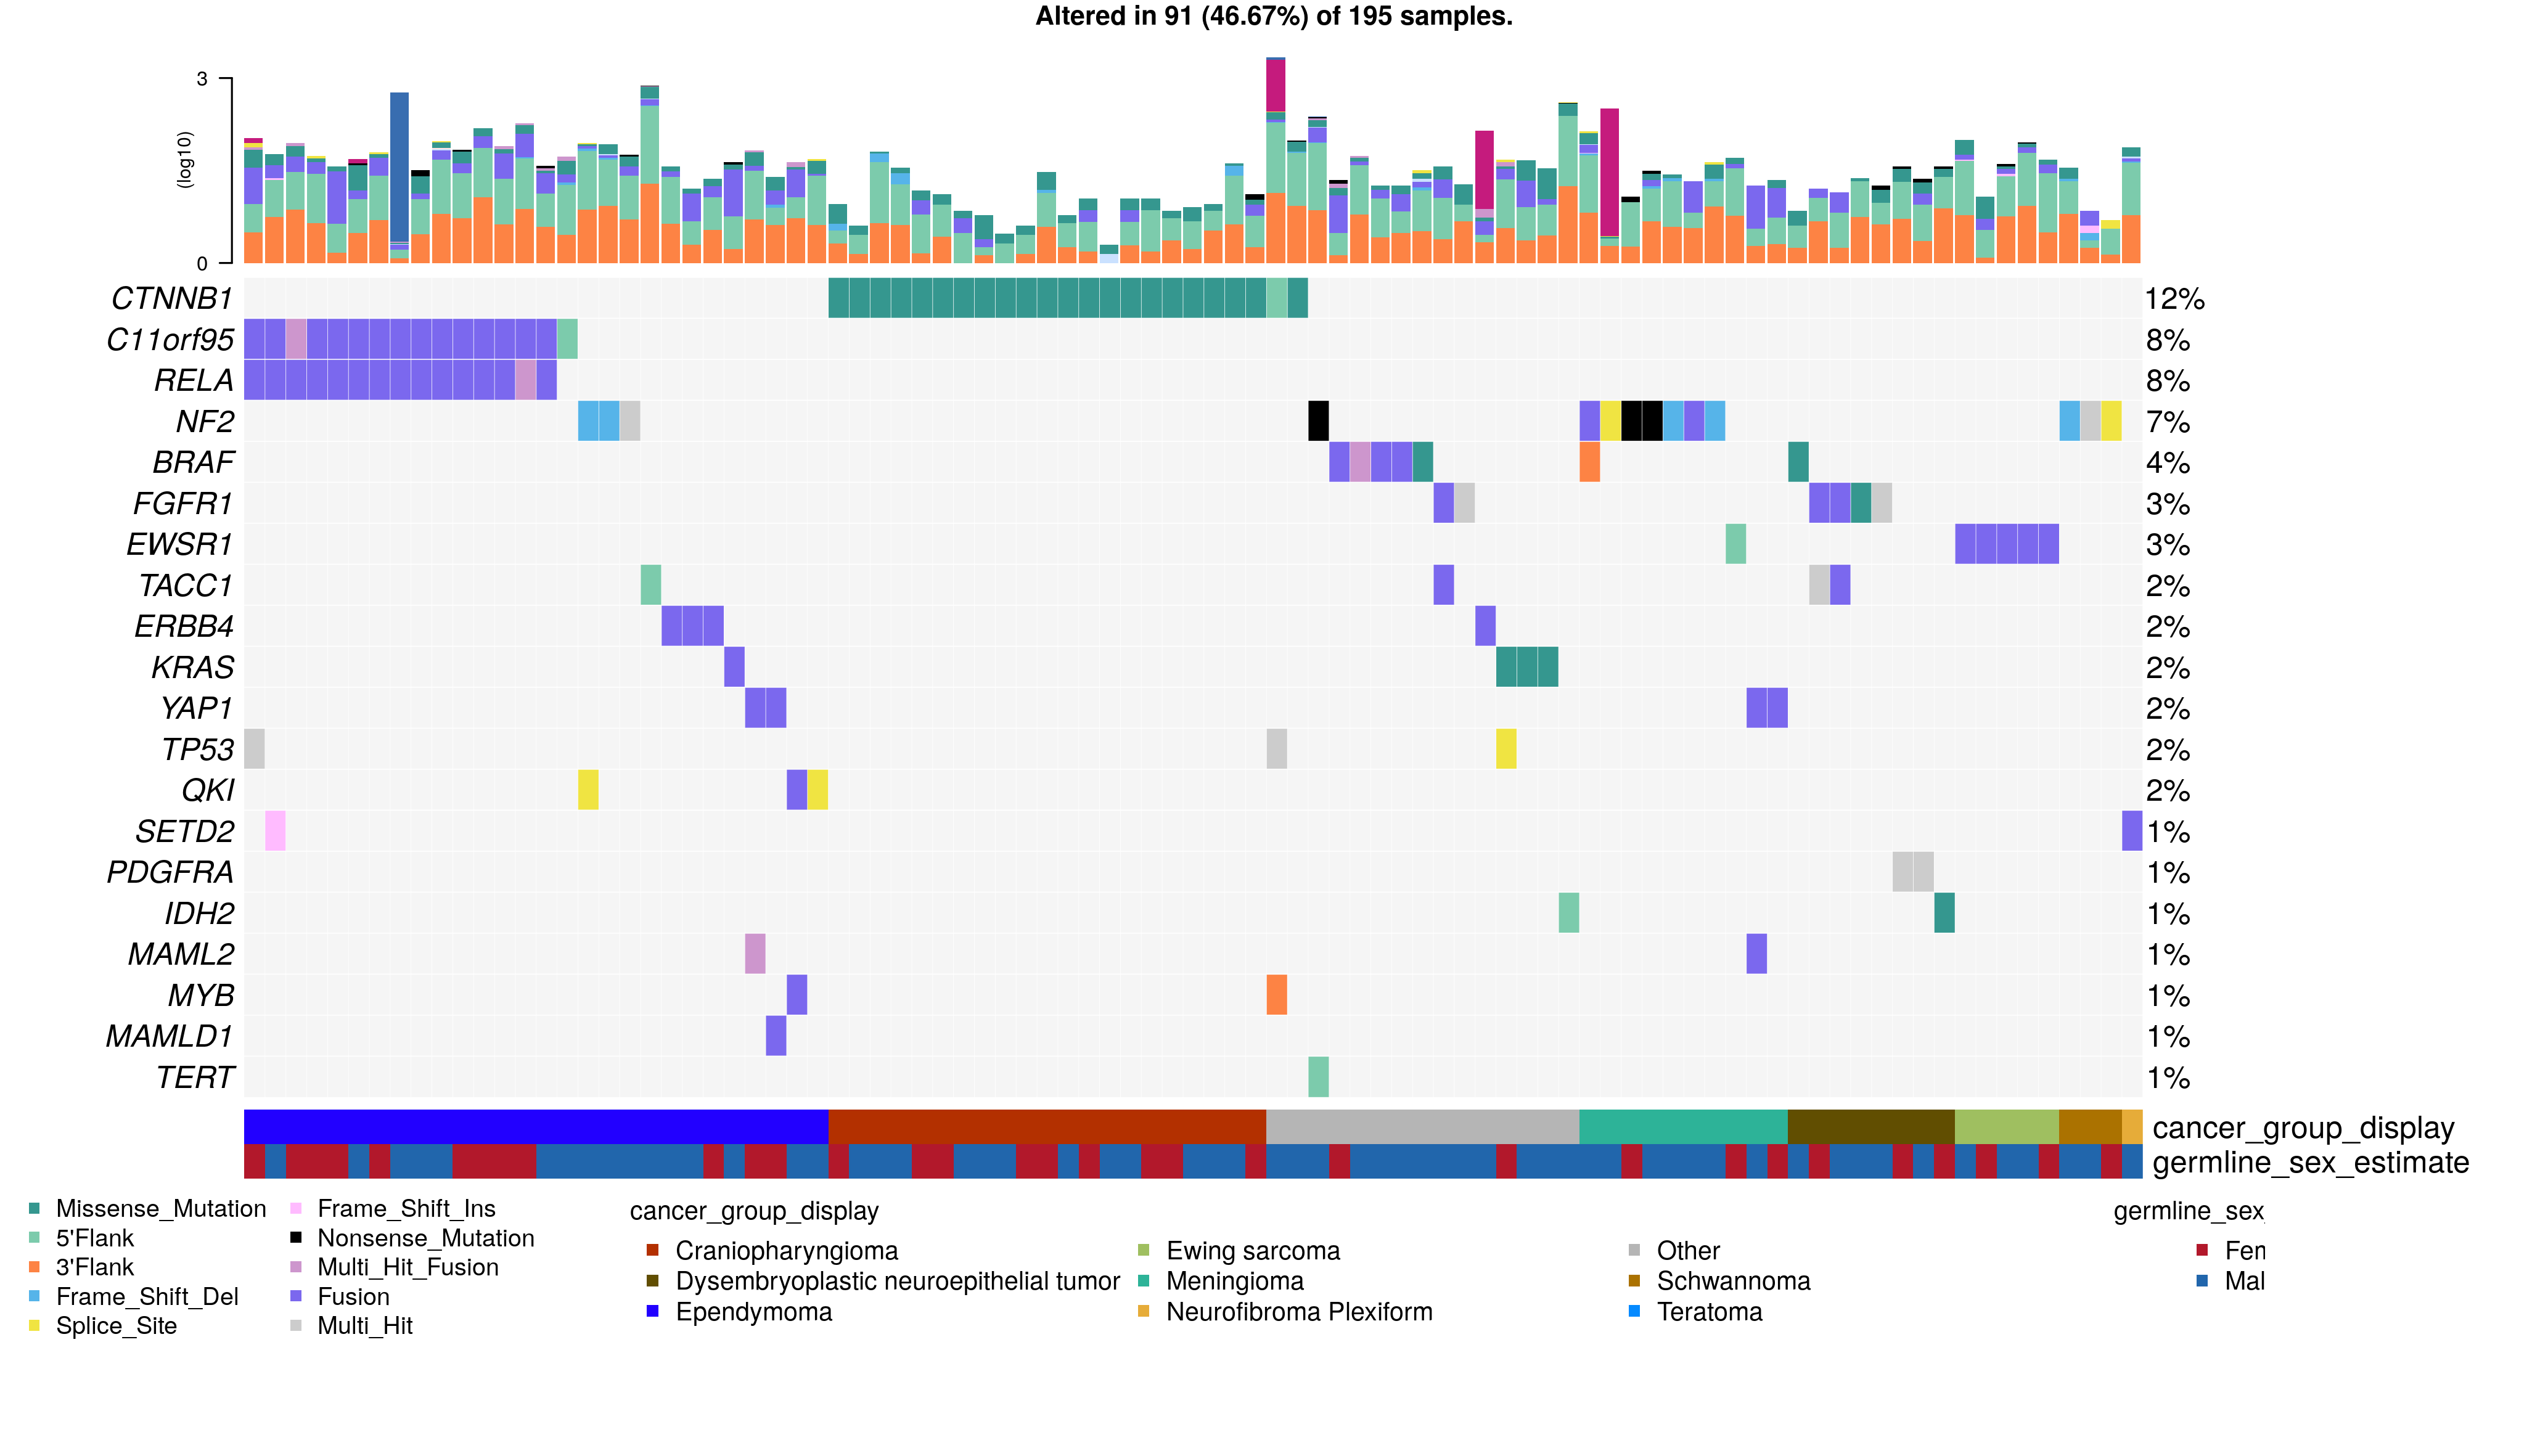 Altered in 91 (46.67%) of 195 samples.
3
(log10)
0
CTNNB1 12%
C11orf95 8%
RELA 8%
NF2 7%
BRAF 4%
FGFR1 3%
EWSR1 3%
TACC1 2%
ERBB4 2%
KRAS 2%
YAP1 2%
TP53 2%
QKI 2%
SETD2 1%
PDGFRA 1%
IDH2 1%
MAML2 1%
MYB 1%
MAMLD1 1%
TERT 1%
cancer_group_display
germline_sex_estimate
Missense_Mutation
5'Flank
3'Flank
Frame_Shift_Del
Splice_Site
Frame_Shift_Ins
Nonsense_Mutation
Multi_Hit_Fusion
Fusion
Multi_Hit
cancer_group_display
Craniopharyngioma
Dysembryoplastic neuroepithelial tumor
Ependymoma
Ewing sarcoma
Meningioma
Neurofibroma Plexiform
Other
Schwannoma
Teratoma
germline_sex
Fen
Mal